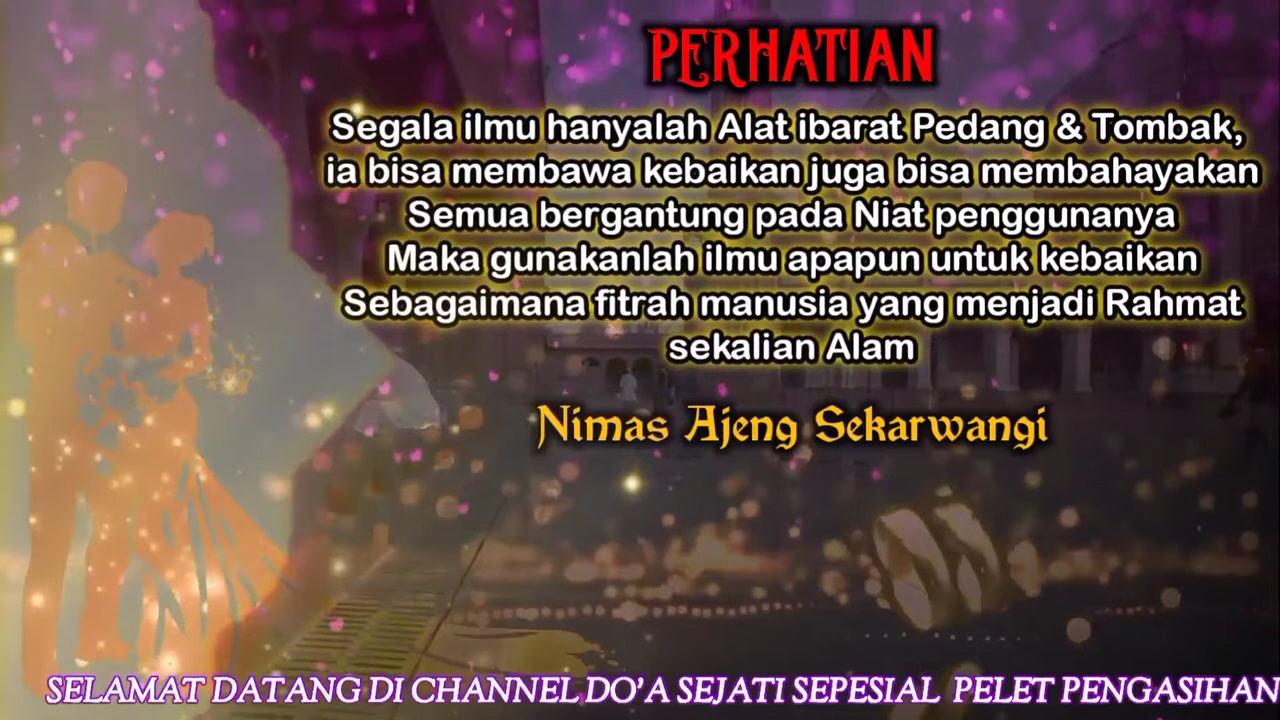 PERHATIAN
Segala ilmu hanyalah Alat ibarat Pedang & Tombak,
ia bisa membawa kebaikan juga bisa membahayakan
Semua bergantung pada Niat penggunanya
Maka gunakanlah ilmu apapun untuk kebaikan
Sebagaimana fitrah manusia yang menjadi Rahmat
sekalian Alam
Nimas Ajeng Sekarwangi
SELAMAT DATANG DI CHANNEL DO'A SEJATI SEPESIAL PELET PENGASIHAN